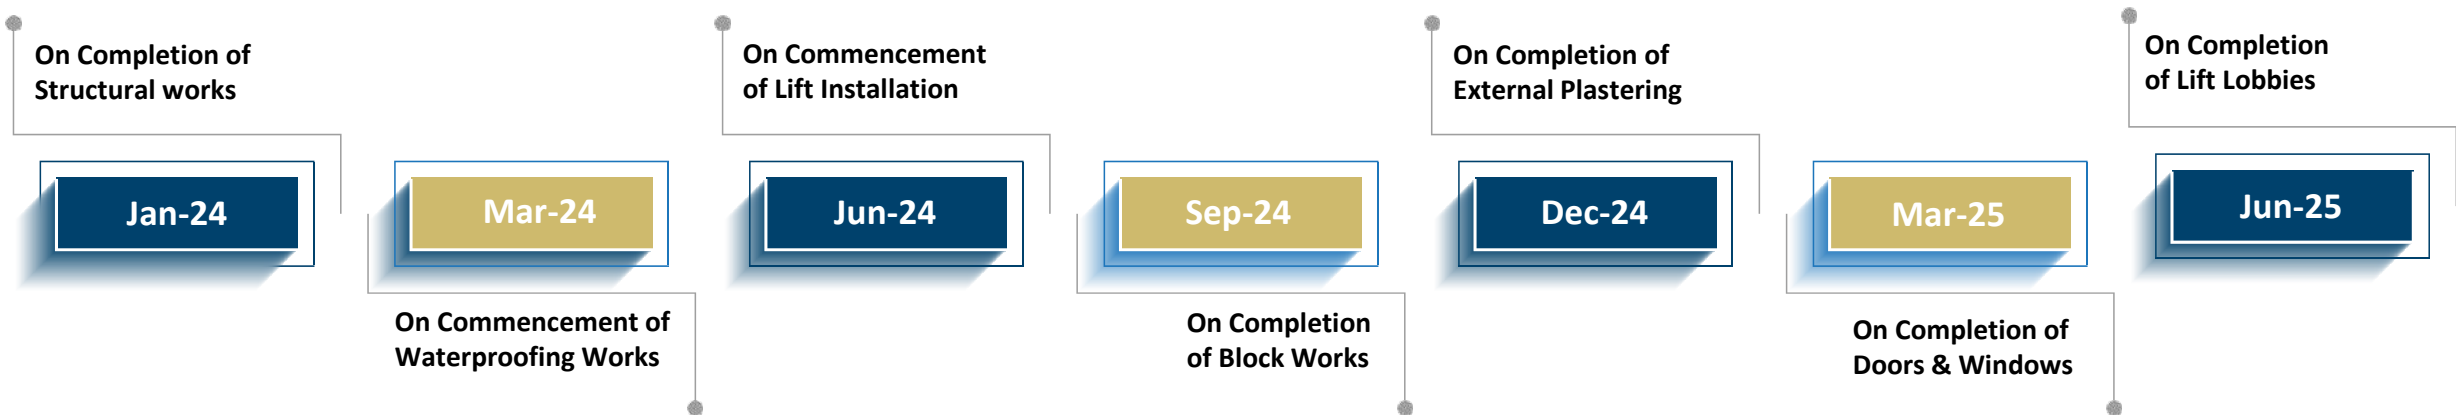 On Completion of
Structural works
Jan-24
Mar-24
On Commencement of
Waterproofing Works
On Commencement
of Lift Installation
Jun-24
Sep-24
On Completion
of Block Works
On Completion of
External Plastering
Dec-24
Mar-25
On Completion of
Doors & Windows
On Completion
of Lift Lobbies
Jun-25